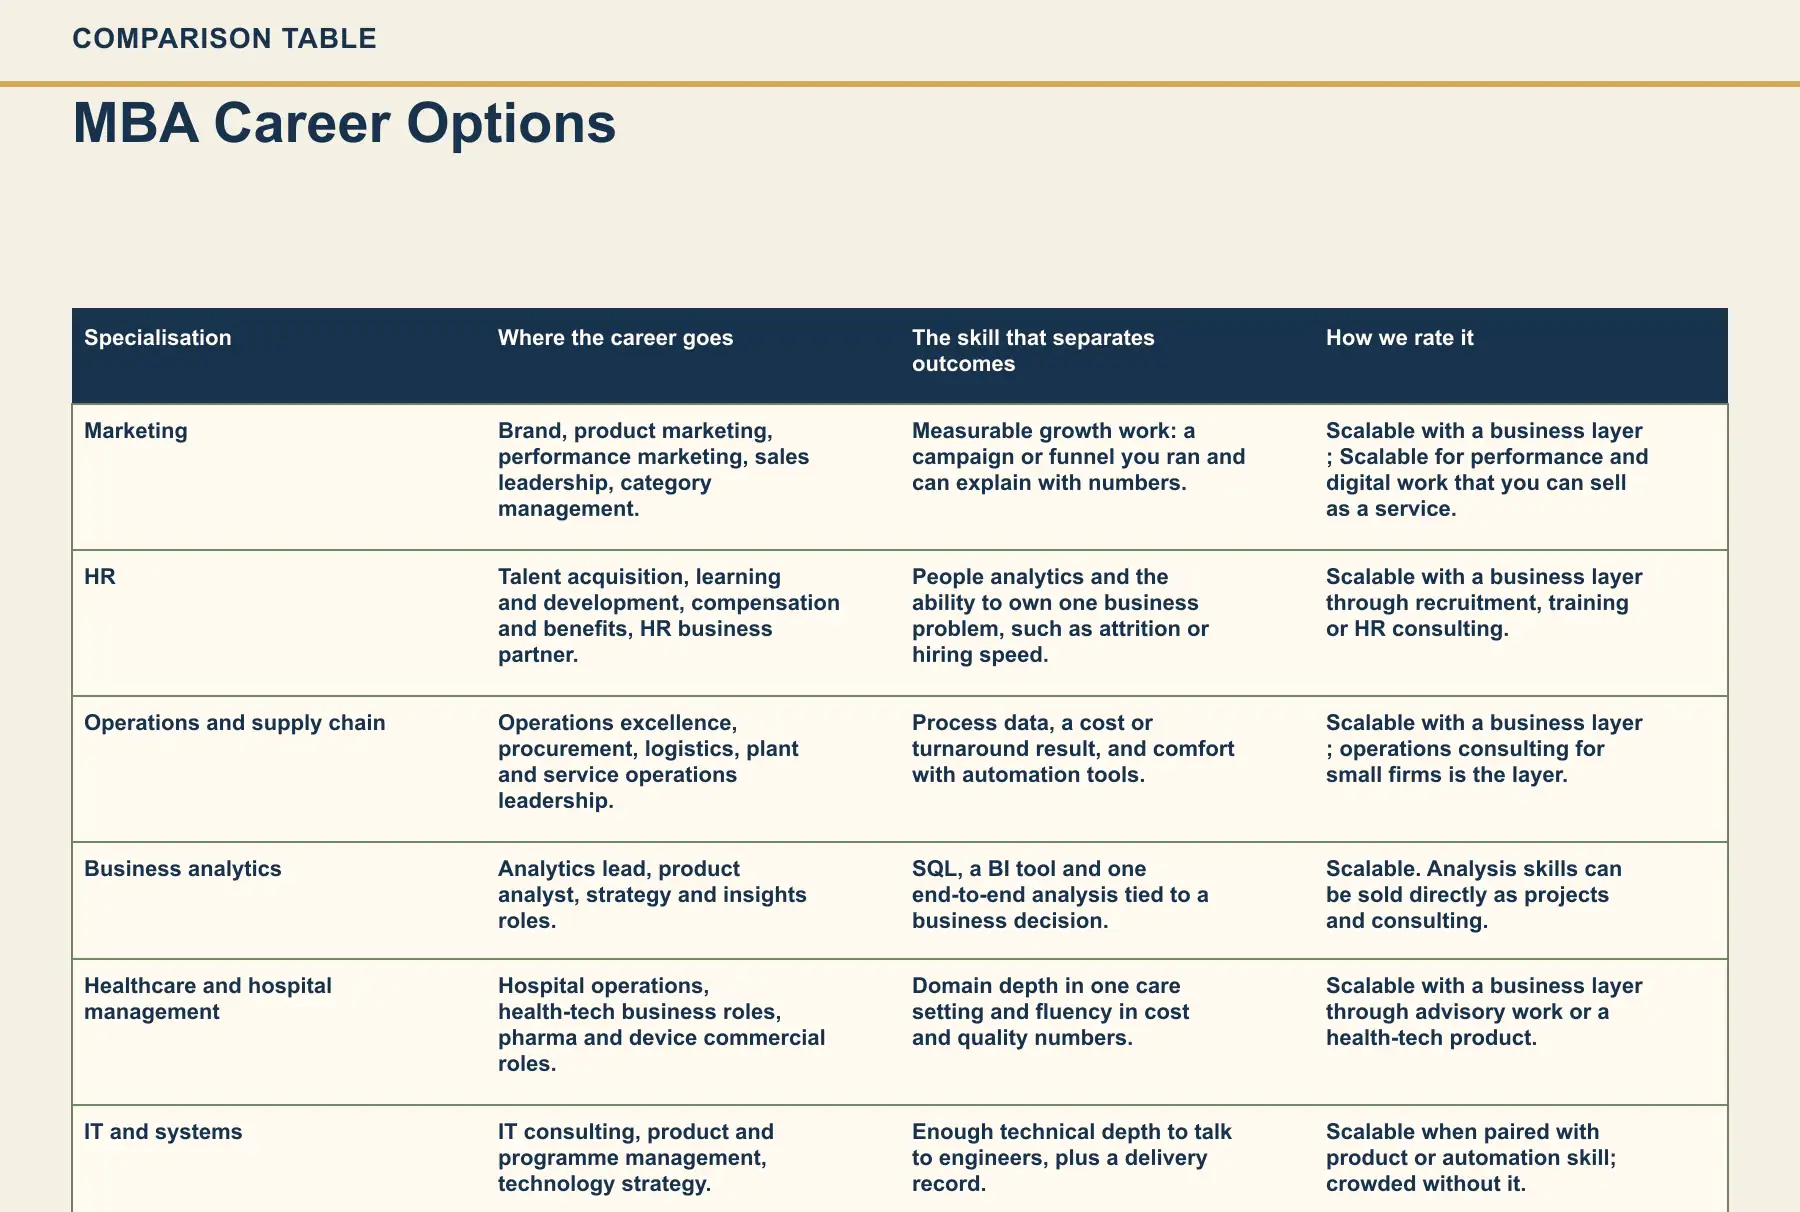 COMPARISON TABLE
MBA Career Options
Specialisation
Where the career goes
The skill that separates
outcomes
How we rate it
Marketing
Brand, product marketing,
performance marketing, sales
leadership, category
management.
Measurable growth work: a
campaign or funnel you ran and
can explain with numbers.
Scalable with a business layer
; Scalable for performance and
digital work that you can sell
as a service.
HR
Talent acquisition, learning
and development, compensation
and benefits, HR business
partner.
People analytics and the
ability to own one business
problem, such as attrition or
hiring speed.
Scalable with a business layer
through recruitment, training
or HR consulting.
Operations and supply chain
Operations excellence,
procurement, logistics, plant
and service operations
leadership.
Process data, a cost or
turnaround result, and comfort
with automation tools.
Scalable with a business layer
; operations consulting for
small firms is the layer.
Business analytics
Analytics lead, product
analyst, strategy and insights
roles.
SQL, a BI tool and one
end-to-end analysis tied to a
business decision.
Scalable. Analysis skills can
be sold directly as projects
and consulting.
Healthcare and hospital
management
Hospital operations,
health-tech business roles,
pharma and device commercial
roles.
Domain depth in one care
setting and fluency in cost
and quality numbers.
Scalable with a business layer
through advisory work or a
health-tech product.
IT and systems
IT consulting, product and
programme management,
technology strategy.
Enough technical depth to talk
to engineers, plus a delivery
record.
Scalable when paired with
product or automation skill;
crowded without it.